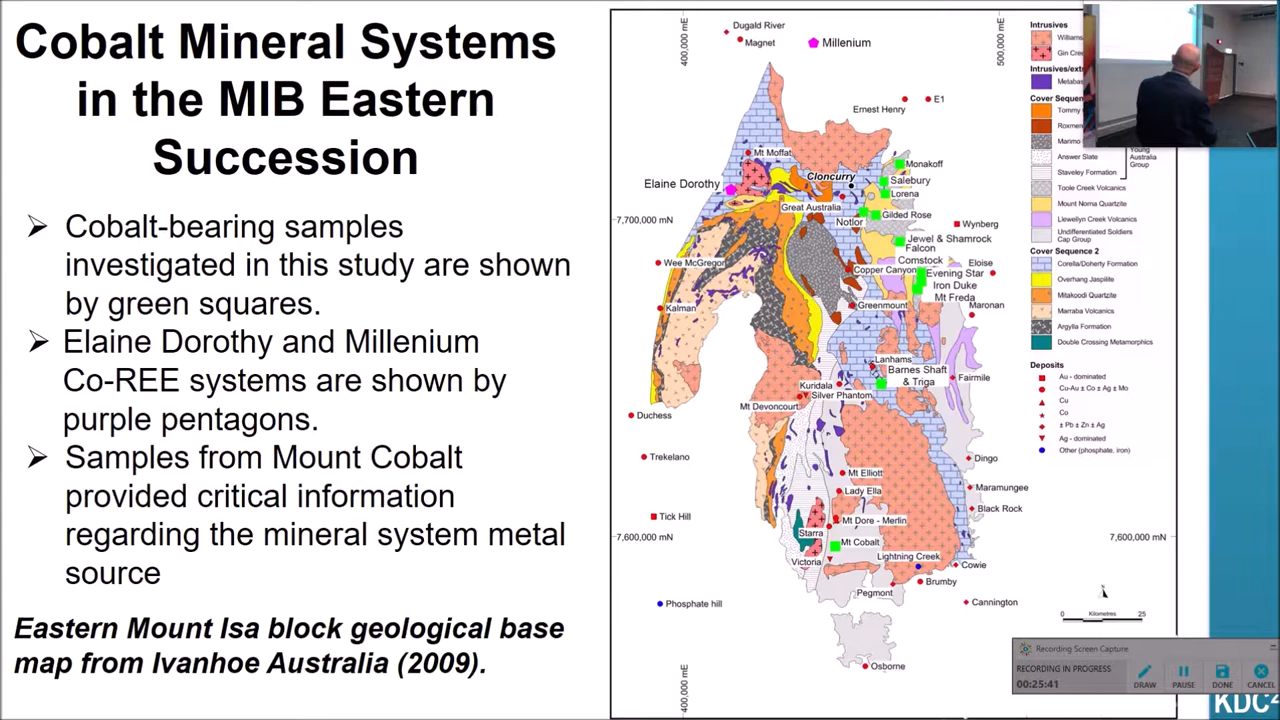 Cobalt Mineral Systems
in the MIB Eastern
Succession
Cobalt-bearing samples
investigated in this study are shown
by green squares.
Elaine Dorothy and Millenium
Co-REE systems are shown by
purple pentagons.
Samples from Mount Cobalt
provided critical information
regarding the mineral system metal
source
Eastern Mount Isa block geological base
map from Ivanhoe Australia (2009).
400,000 mE
500,000 mE
Dugald River
Magnet
Millenium
Ernest Henry
E1
Mt Moffat
Monakoff
Cloncurry
Salebury
Elaine Dorothy
Lorena
Great Australia
Gilded Rose
7,700,000 mN
Notlor
Wynberg
Jewel & Shamrock
Falcon
Wee McGregor
Comstock
Eloise
Copper Canyon
Evening Star
Iron Duke
Mt Freda
Kalman
Greenmount
Maronan
Lanhams
Barnes Shaft
& Triga
Fairmile
Kuridala
Silver Phantom
Mt Devoncourt
Duchess
Trekelano
Dingo
Mt Elliott
Lady Ella
Maramungee
Black Rock
Tick Hill
Mt Dore - Merlin
Starra
7,600,000 mN
Mt Cobalt
7,600,000 mN
Victoria
Lightning Creek
Cowie
Pegmont
Brumby
Phosphate hill
Cannington
Osborne
400,000 mE
Intrusives
Williams
Gin Cree
Intrusives/extr
Metabas
Cover Sequen
Tommy
Roxmer
Marimo
Answer Slate
Staveley Formation
Young
Australia
Group
Toole Creek Volcanics
Mount Norna Quartzite
Llewellyn Creek Volcanics
Undifferentiated Soldiers
Cap Group
Cover Sequence 2
Corella/Doherty Formation
Overhang Jaspilite
Mitakoodi Quartzite
Marraba Volcanics
Argylla Formation
Double Crossing Metamorphics
Deposits
Au - dominated
Cu-Au ± Co ± Ag ± Mo
Cu
Co
± Pb ± Zn ± Ag
Ag - dominated
Other (phosphate, iron)
N
0 Kilometres 25
Recording Screen Capture
RECORDING IN PROGRESS
00:25:41
DRAW PAUSE DONE CANCEL
KDC²